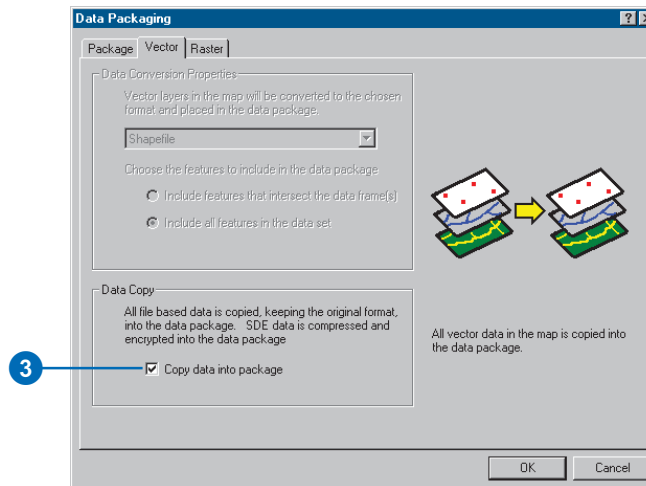 Data Packaging
?
Package Vector Raster
Data Conversion Properties
Vector layers in the map will be converted to the chosen
format and placed in the data package.
Shapefile
Choose the features to include in the data package
Include features that intersect the data frame(s)
Include all features in the data set
Data Copy
All file based data is copied, keeping the original format,
into the data package. SDE data is compressed and
encrypted into the data package
3
Copy data into package
All vector data in the map is copied into
the data package.
OK Cancel